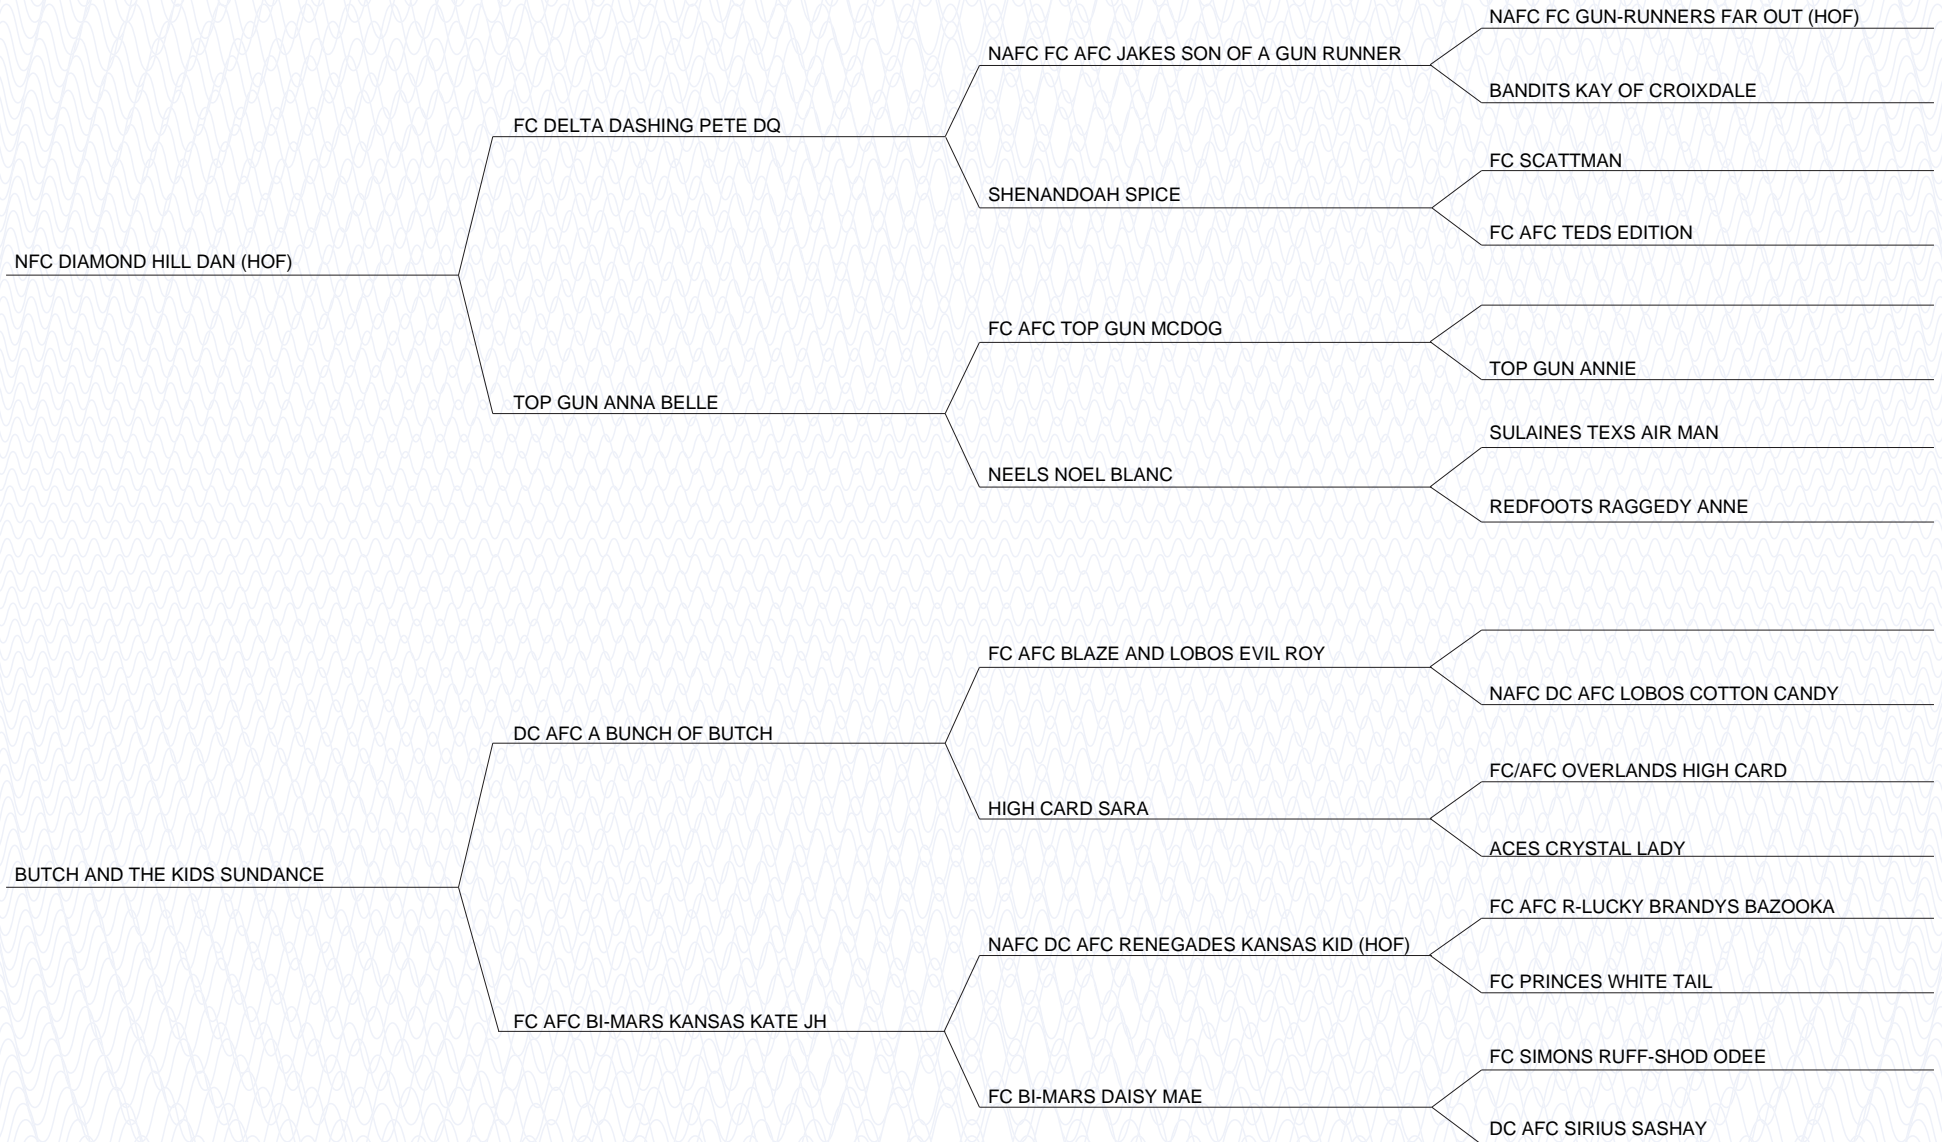 NAFC FC GUN-RUNNERS FAR OUT (HOF)
NAFC FC AFC JAKES SON OF A GUN RUNNER
BANDITS KAY OF CROIXDALE
FC DELTA DASHING PETE DQ
FC SCATTMAN
SHENANDOAH SPICE
FC AFC TEDS EDITION
NFC DIAMOND HILL DAN (HOF)
FC AFC TOP GUN MCDOG
TOP GUN ANNIE
TOP GUN ANNA BELLE
SULAINES TEXS AIR MAN
NEELS NOEL BLANC
REDFOOTS RAGGEDY ANNE
FC AFC BLAZE AND LOBOS EVIL ROY
NAFC DC AFC LOBOS COTTON CANDY
DC AFC A BUNCH OF BUTCH
FC/AFC OVERLANDS HIGH CARD
HIGH CARD SARA
ACES CRYSTAL LADY
BUTCH AND THE KIDS SUNDANCE
FC AFC R-LUCKY BRANDYS BAZOOKA
NAFC DC AFC RENEGADES KANSAS KID (HOF)
FC PRINCES WHITE TAIL
FC AFC BI-MARS KANSAS KATE JH
FC SIMONS RUFF-SHOD ODEE
FC BI-MARS DAISY MAE
DC AFC SIRIUS SASHAY